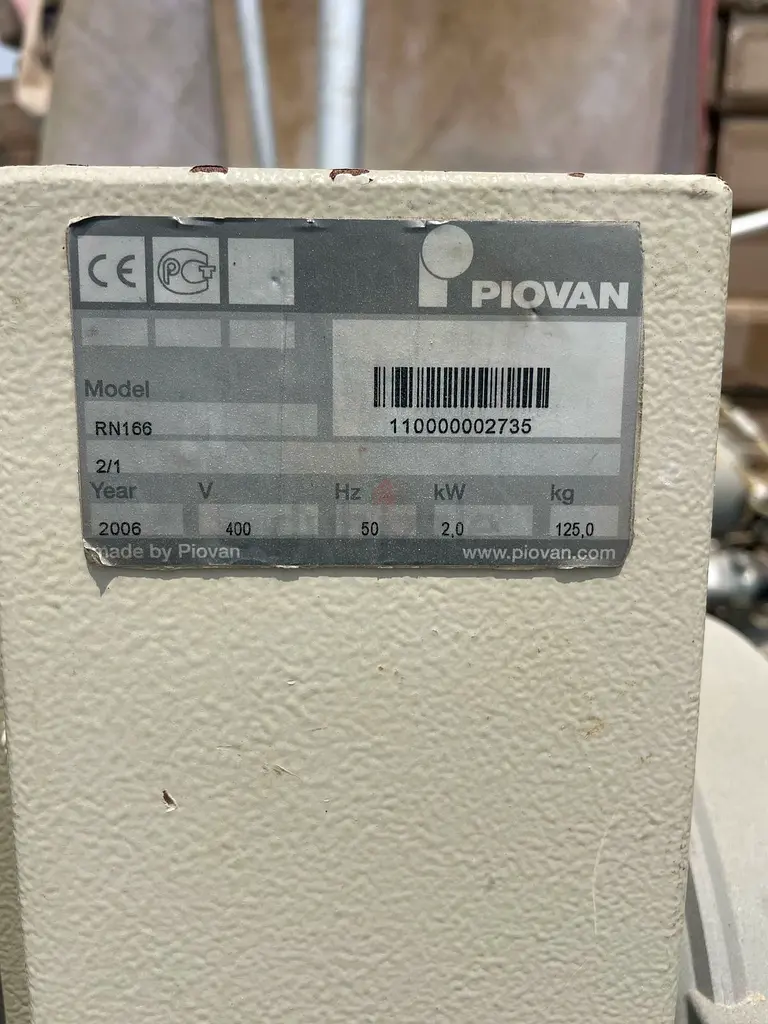 CE PCT
PIOVAN
Model
110000002735
RN166
2/1
Year V Hz kW kg
2006 400 50 2,0 125,0
made by Piovan www.piovan.com